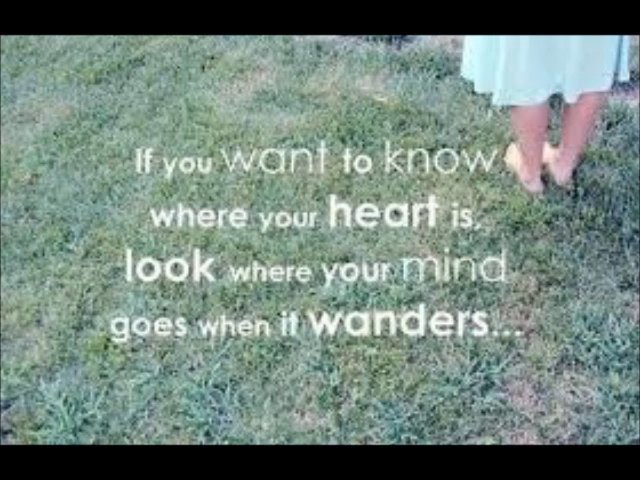 If you want to know
where your heart is,
look where your mind
goes when it wanders...